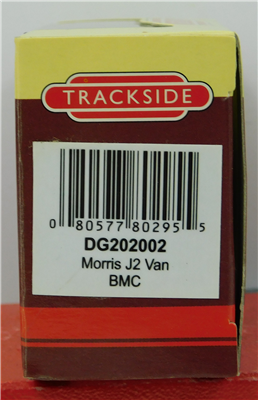 TRACKSIDE
0 80577 80295 5
DG202002
Morris J2 Van
BMC